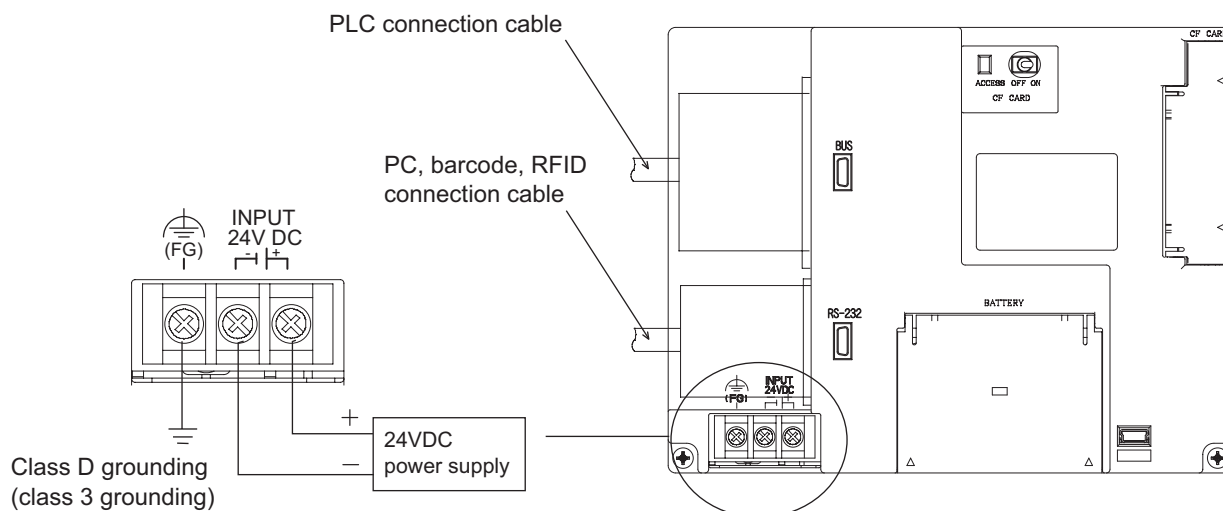 PLC connection cable
PC, barcode, RFID
connection cable
(FG)
INPUT
24V DC
- +
+
24VDC
power supply
−
Class D grounding
(class 3 grounding)
CF CAR
ACCESS OFF ON
CF CARD
BUS
RS-232
BATTERY
(FG)
INPUT
24VDC
- +